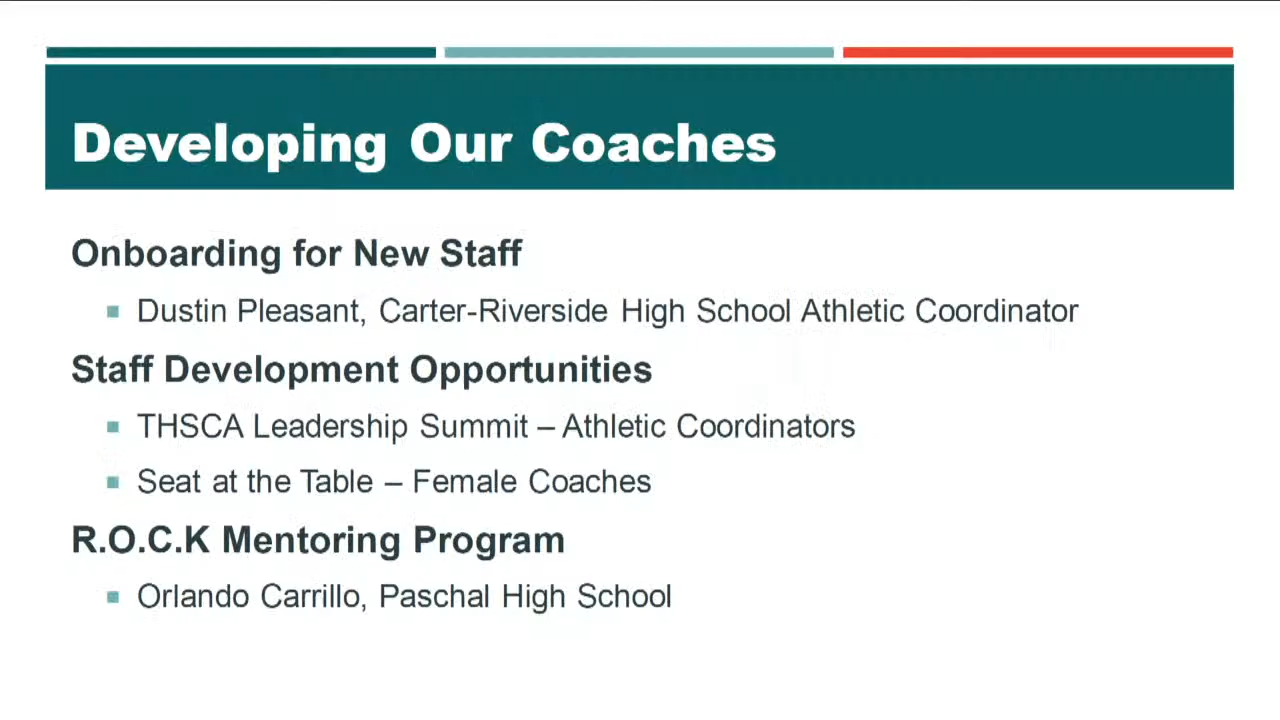 Developing Our Coaches
Onboarding for New Staff
Dustin Pleasant, Carter-Riverside High School Athletic Coordinator
Staff Development Opportunities
THSCA Leadership Summit – Athletic Coordinators
Seat at the Table – Female Coaches
R.O.C.K Mentoring Program
Orlando Carrillo, Paschal High School